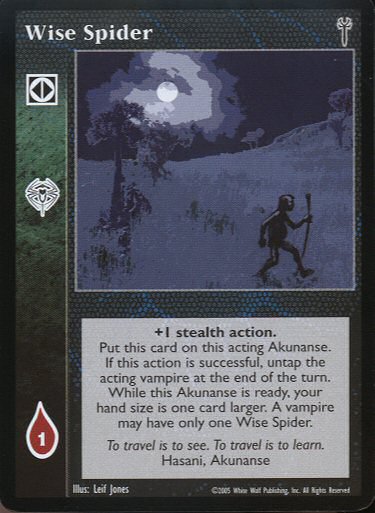 Wise Spider
+1 stealth action.
Put this card on this acting Akunanse.
If this action is successful, untap the
acting vampire at the end of the turn.
While this Akunanse is ready, your
hand size is one card larger. A vampire
may have only one Wise Spider.
To travel is to see. To travel is to learn.
Hasani, Akunanse
1
Illus: Leif Jones
©2005 White Wolf Publishing, Inc. All Rights Reserved